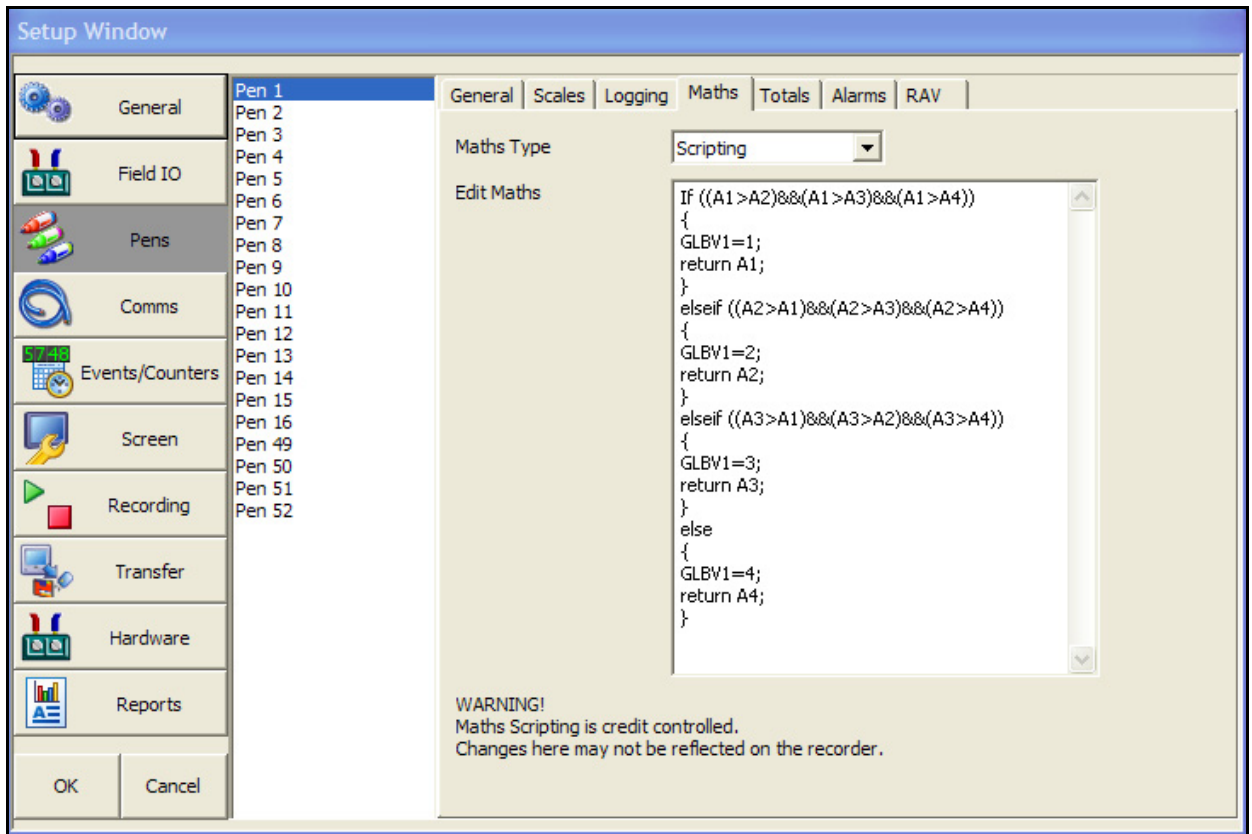 Setup Window
General
Field IO
Pens
Comms
57:48
Events/Counters
Screen
Recording
Transfer
Hardware
Reports
OK
Cancel
Pen 1
Pen 2
Pen 3
Pen 4
Pen 5
Pen 6
Pen 7
Pen 8
Pen 9
Pen 10
Pen 11
Pen 12
Pen 13
Pen 14
Pen 15
Pen 16
Pen 49
Pen 50
Pen 51
Pen 52
General Scales Logging Maths Totals Alarms RAV
Maths Type Scripting
Edit Maths
If ((A1>A2)&&(A1>A3)&&(A1>A4))
{
GLBV1=1;
return A1;
}
elseif ((A2>A1)&&(A2>A3)&&(A2>A4))
{
GLBV1=2;
return A2;
}
elseif ((A3>A1)&&(A3>A2)&&(A3>A4))
{
GLBV1=3;
return A3;
}
else
{
GLBV1=4;
return A4;
}
WARNING!
Maths Scripting is credit controlled.
Changes here may not be reflected on the recorder.